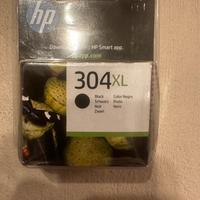 hp
HP Smart app.
304XL
Black
Schwarz
Noir
Zwart
Color Negro
Preto
Nero